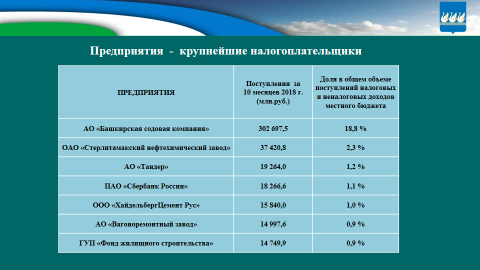 Предприятия - крупнейшие налогоплательщики
ПРЕДПРИЯТИЯ
Поступления за
10 месяцев 2018 г.
(млн.руб.)
Доля в общем объеме
поступлений налоговых
и неналоговых доходов
местного бюджета
АО «Башкирская содовая компания» 302 697,5 18,8 %
ОАО «Стерлитамакский нефтехимический завод» 37 420,8 2,3 %
АО «Тандер» 19 264,0 1,2 %
ПАО «Сбербанк России» 18 266,6 1,1 %
ООО «ХайдельбергЦемент Рус» 15 840,0 1,0 %
АО «Вагоноремонтный завод» 14 997,6 0,9 %
ГУП «Фонд жилищного строительства» 14 749,9 0,9 %